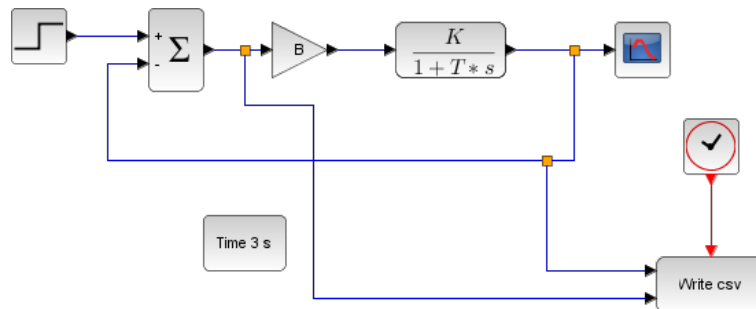 +
-
Σ
B
K
1 + T * s
Time 3 s
Write csv